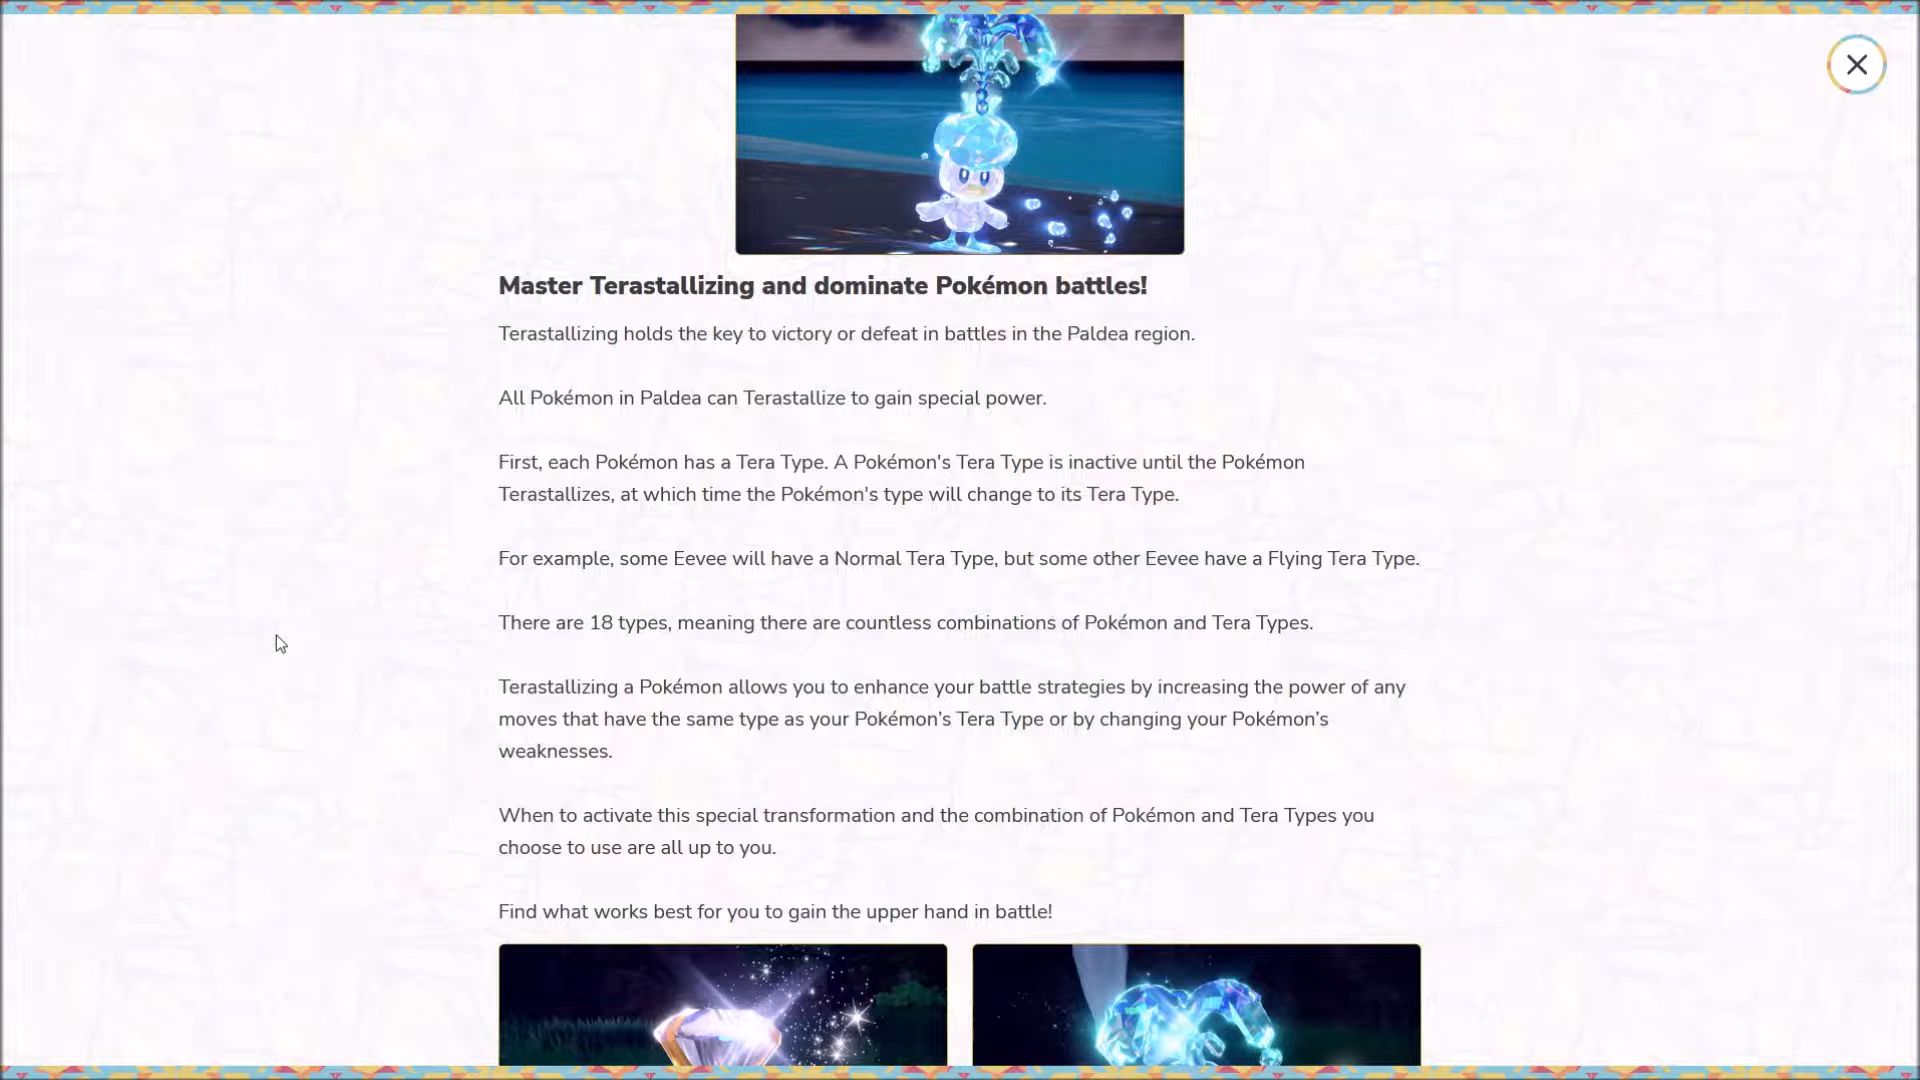 Master Terastallizing and dominate Pokémon battles!
Terastallizing holds the key to victory or defeat in battles in the Paldea region.
All Pokémon in Paldea can Terastallize to gain special power.
First, each Pokémon has a Tera Type. A Pokémon's Tera Type is inactive until the Pokémon
Terastallizes, at which time the Pokémon's type will change to its Tera Type.
For example, some Eevee will have a Normal Tera Type, but some other Eevee have a Flying Tera Type.
There are 18 types, meaning there are countless combinations of Pokémon and Tera Types.
Terastallizing a Pokémon allows you to enhance your battle strategies by increasing the power of any
moves that have the same type as your Pokémon’s Tera Type or by changing your Pokémon’s
weaknesses.
When to activate this special transformation and the combination of Pokémon and Tera Types you
choose to use are all up to you.
Find what works best for you to gain the upper hand in battle!